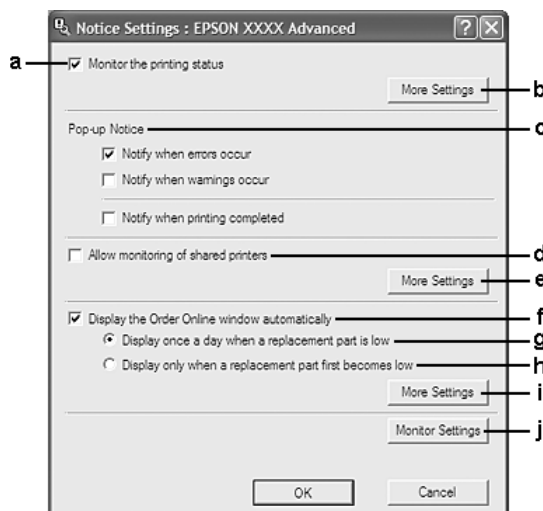 Notice Settings : EPSON XXXX Advanced
a
Monitor the printing status
More Settings
b
Pop-up Notice
c
Notify when errors occur
Notify when warnings occur
Notify when printing completed
Allow monitoring of shared printers
d
More Settings
e
Display the Order Online window automatically
f
Display once a day when a replacement part is low
g
Display only when a replacement part first becomes low
h
More Settings
i
Monitor Settings
j
OK
Cancel